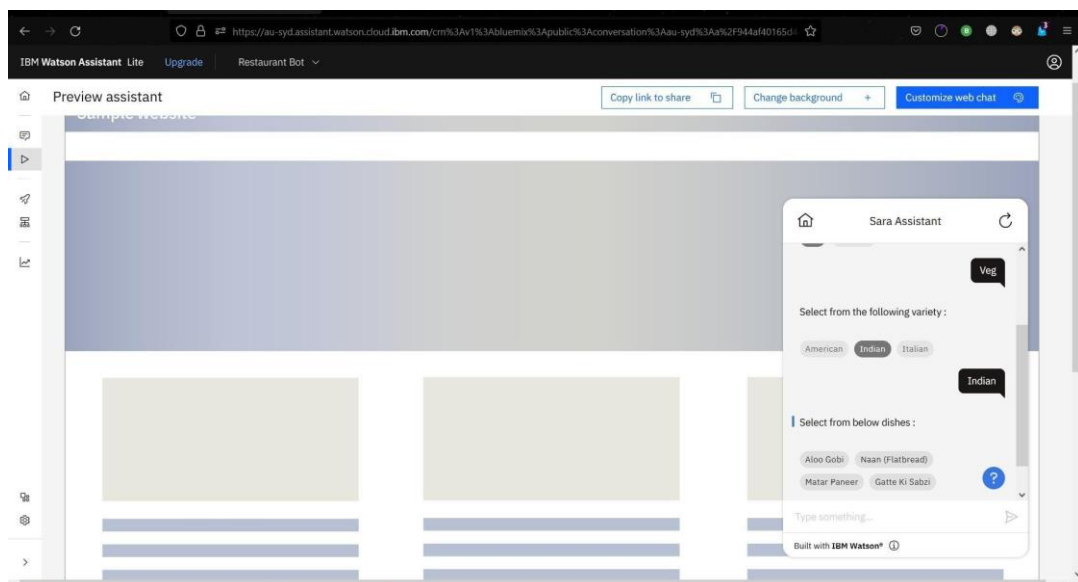 https://au-syd.assistant.watson.cloud.ibm.com/crn%3Av1%3Abluemix%3Apublic%3Aconversation%3Aau-syd%3Aa%2F944af40165d
IBM Watson Assistant Lite Upgrade Restaurant Bot
Preview assistant Copy link to share Change background + Customize web chat
Sample website
Sara Assistant
Veg
Select from the following variety :
American Indian Italian
Indian
Select from below dishes :
Aloo Gobi Naan (Flatbread)
Matar Paneer Gatte Ki Sabzi
?
Type something...
Built with IBM Watson®